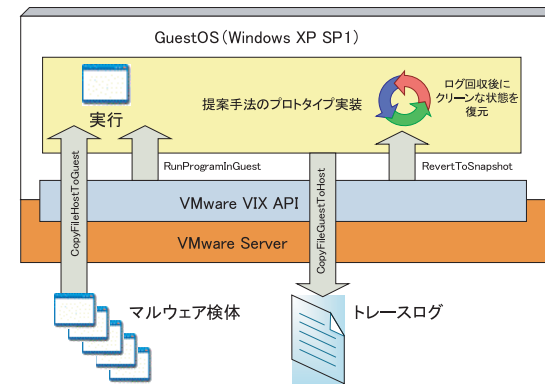 GuestOS(Windows XP SP1)
ログ回収後に
クリーンな状態を
復元
提案手法のプロトタイプ実装
実行
RunProgramInGuest
RevertToSnapshot
CopyFileHostToGuest
CopyFileGuestToHost
VMware VIX API
VMware Server
マルウェア検体
トレースログ